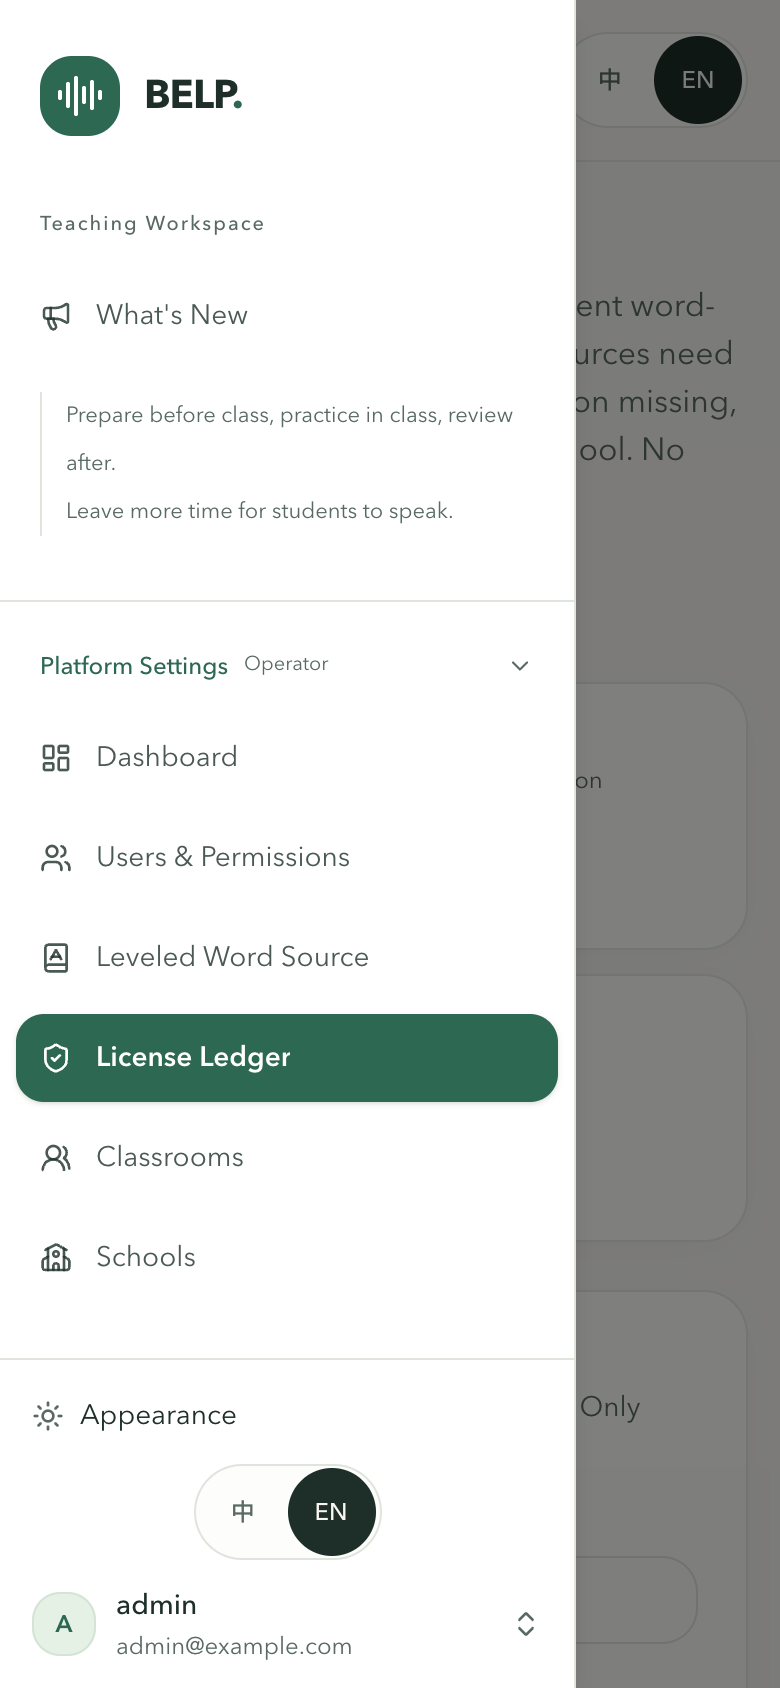 BELP.
中 EN
Teaching Workspace
What's New
Prepare before class, practice in class, review
after.
Leave more time for students to speak.
ent word-
urces need
on missing,
ool. No
Platform Settings Operator
Dashboard
on
Users & Permissions
Leveled Word Source
License Ledger
Classrooms
Schools
Only
Appearance
中 EN
A
admin
admin@example.com